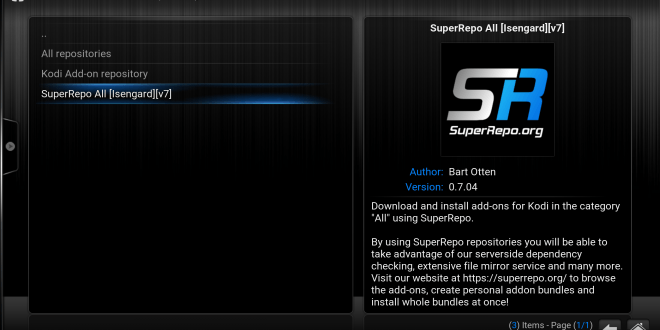 ..
All repositories
Kodi Add-on repository
SuperRepo All [Isengard][v7]
SuperRepo All [Isengard][v7]
SR
SuperRepo.org
Author: Bart Otten
Version: 0.7.04
Download and install add-ons for Kodi in the category
"All" using SuperRepo.
By using SuperRepo repositories you will be able to
take advantage of our serverside dependency
checking, extensive file mirror service and many more.
Visit our website at https://superrepo.org/ to browse
the add-ons, create personal addon bundles and
install whole bundles at once!
(3) Items - Page (1/1)